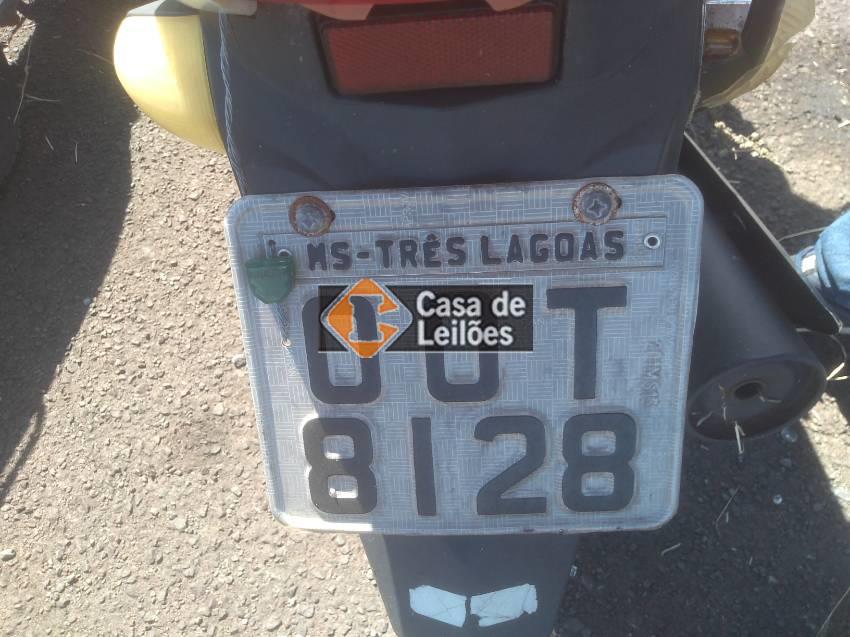 MS-TRÊS LAGOAS
Casa de
Leilões
8128